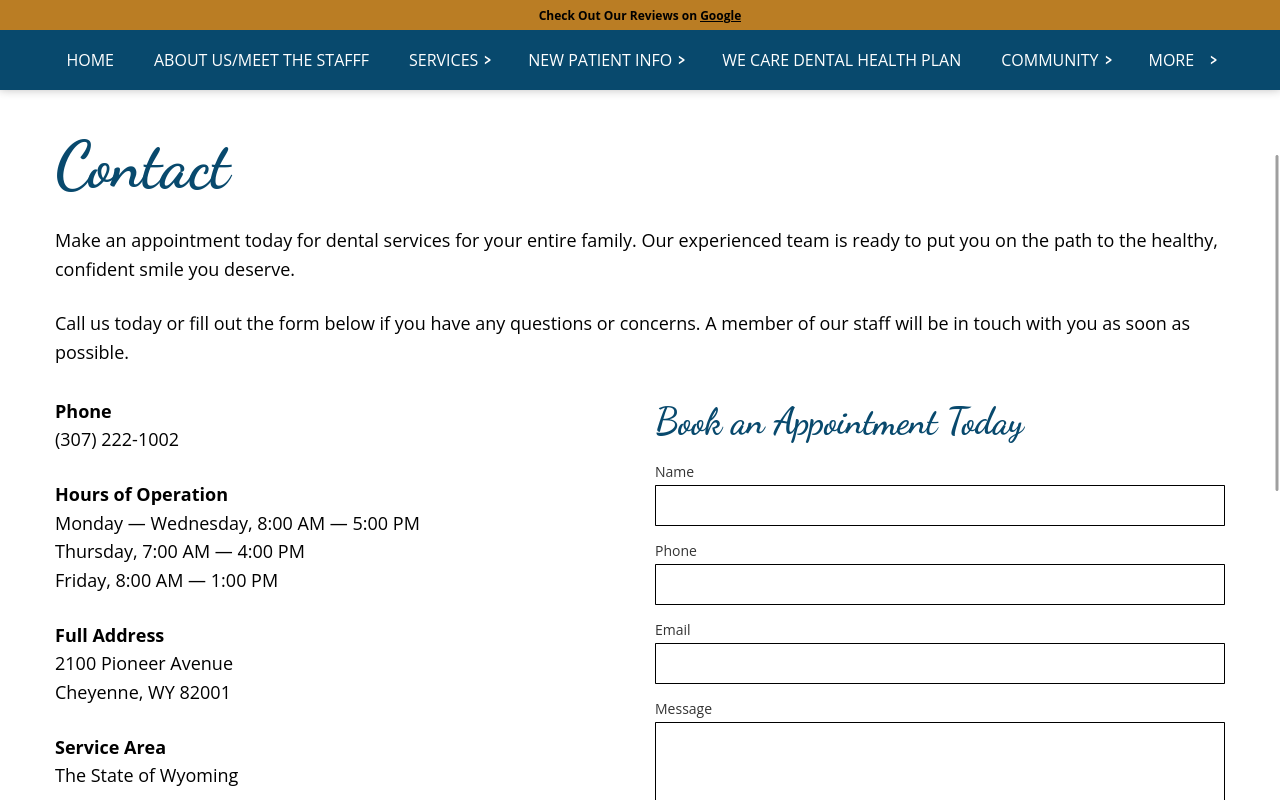 Check Out Our Reviews on Google
HOME ABOUT US/MEET THE STAFFF SERVICES > NEW PATIENT INFO > WE CARE DENTAL HEALTH PLAN COMMUNITY > MORE >
Contact
Make an appointment today for dental services for your entire family. Our experienced team is ready to put you on the path to the healthy,
confident smile you deserve.
Call us today or fill out the form below if you have any questions or concerns. A member of our staff will be in touch with you as soon as
possible.
Phone
(307) 222-1002
Hours of Operation
Monday — Wednesday, 8:00 AM — 5:00 PM
Thursday, 7:00 AM — 4:00 PM
Friday, 8:00 AM — 1:00 PM
Full Address
2100 Pioneer Avenue
Cheyenne, WY 82001
Service Area
The State of Wyoming
Book an Appointment Today
Name
Phone
Email
Message